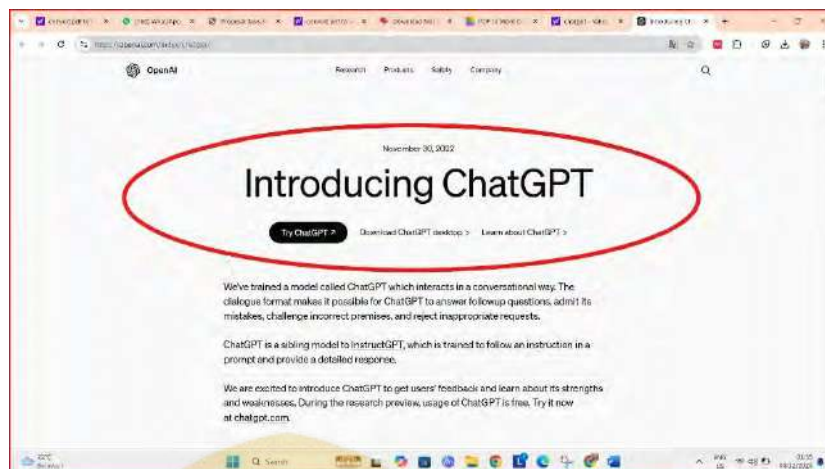 https://openai.com/index/chatgpt/
OpenAI
Research Products Safety Company
November 30, 2022
Introducing ChatGPT
Try ChatGPT ↗ Download ChatGPT desktop > Learn about ChatGPT >
We've trained a model called ChatGPT which interacts in a conversational way. The
dialogue format makes it possible for ChatGPT to answer followup questions, admit its
mistakes, challenge incorrect premises, and reject inappropriate requests.
ChatGPT is a sibling model to InstructGPT, which is trained to follow an instruction in a
prompt and provide a detailed response.
We are excited to introduce ChatGPT to get users' feedback and learn about its strengths
and weaknesses. During the research preview, usage of ChatGPT is free. Try it now
at chatgpt.com.
Search